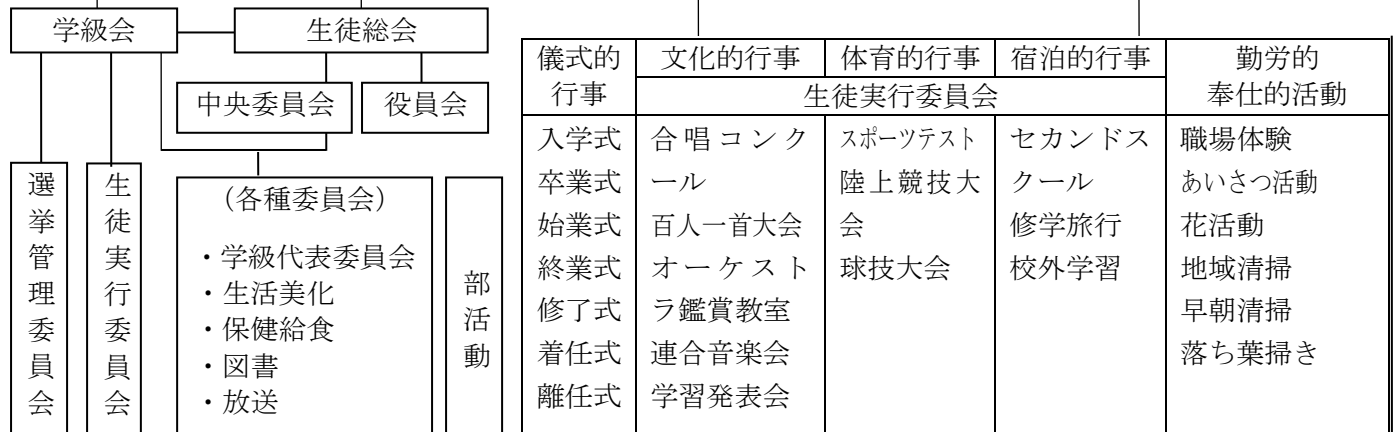 学級会
生徒総会
中央委員会
役員会
選挙管理委員会
生徒実行委員会
（各種委員会）
・学級代表委員会
・生活美化
・保健給食
・図書
・放送
部活動
儀式的
行事
文化的行事
体育的行事
宿泊的行事
生徒実行委員会
勤労的
奉仕的活動
入学式
卒業式
始業式
終業式
修了式
着任式
離任式
合唱コンク
ール
百人一首大会
オーケスト
ラ鑑賞教室
連合音楽会
学習発表会
スポーツテスト
陸上競技大
会
球技大会
セカンドス
クール
修学旅行
校外学習
職場体験
あいさつ活動
花活動
地域清掃
早朝清掃
落ち葉掃き